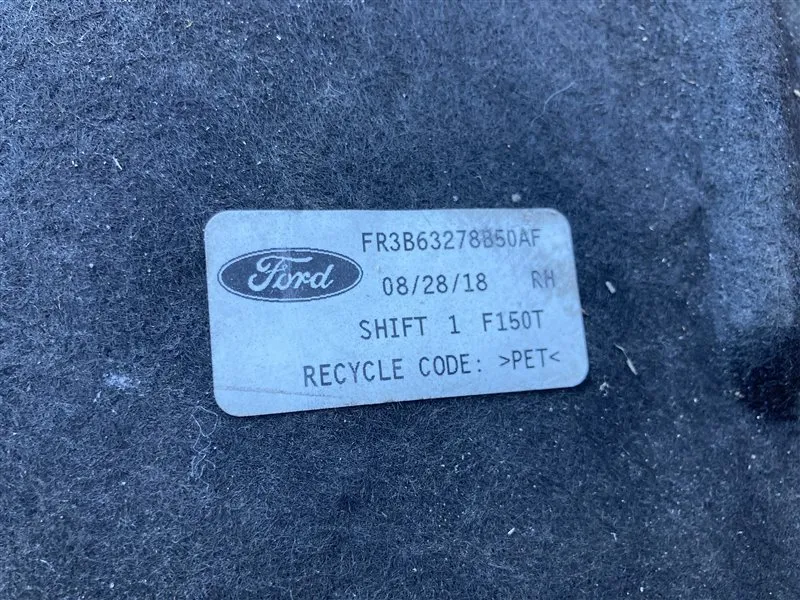 Ford
FR3B63278B50AF
08/28/18 RH
SHIFT 1 F150T
RECYCLE CODE: >PET<